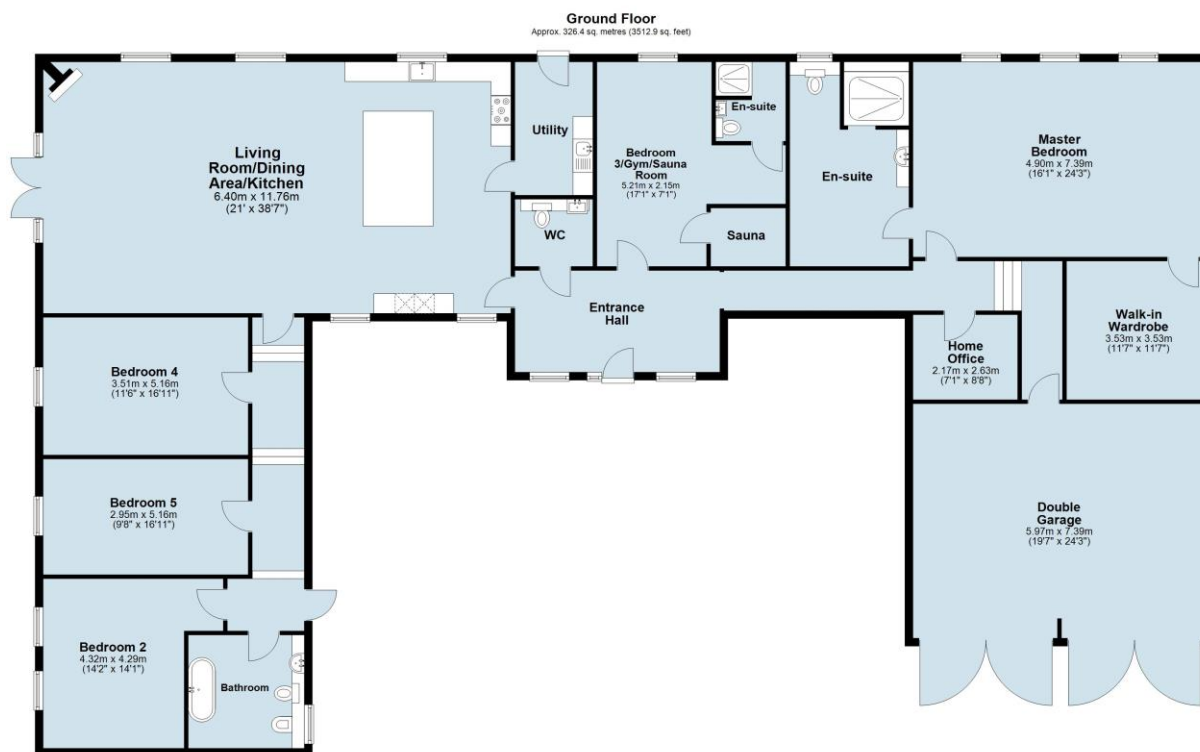 Ground Floor
Approx. 326.4 sq. metres (3512.9 sq. feet)
Living
Room/Dining
Area/Kitchen
6.40m x 11.76m
(21' x 38'7")
Utility
WC
Bedroom
3/Gym/Sauna
Room
5.21m x 2.15m
(17'1" x 7'1")
En-suite
Sauna
En-suite
Master
Bedroom
4.90m x 7.39m
(16'1" x 24'3")
Entrance
Hall
Home
Office
2.17m x 2.63m
(7'1" x 8'8")
Walk-in
Wardrobe
3.53m x 3.53m
(11'7" x 11'7")
Bedroom 4
3.51m x 5.16m
(11'6" x 16'11")
Bedroom 5
2.95m x 5.16m
(9'8" x 16'11")
Bedroom 2
4.32m x 4.29m
(14'2" x 14'1")
Bathroom
Double
Garage
5.97m x 7.39m
(19'7" x 24'3")